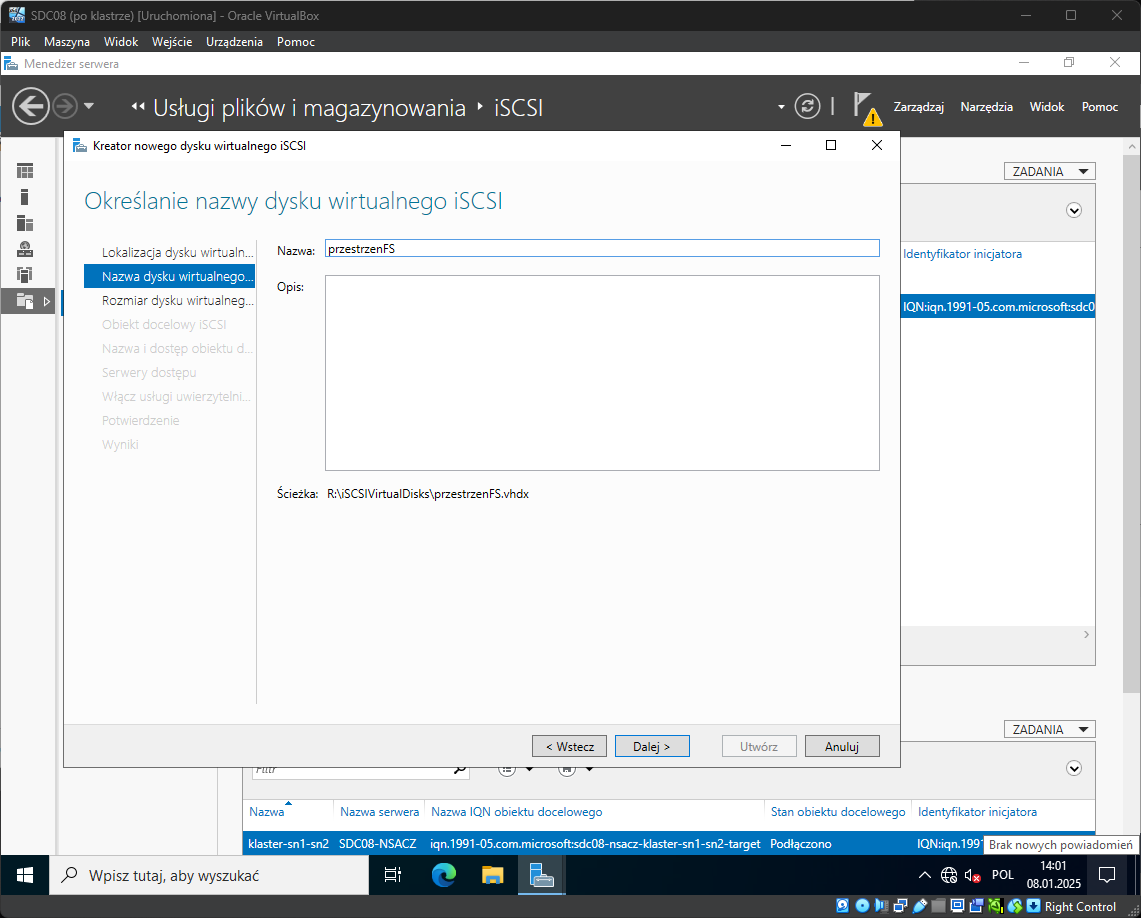 SDC08 (po klastrze) [Uruchomiona] - Oracle VirtualBox
Plik Maszyna Widok Wejście Urządzenia Pomoc
Menedżer serwera
Usługi plików i magazynowania iSCSI
Zarządzaj Narzędzia Widok Pomoc
Kreator nowego dysku wirtualnego iSCSI
Określanie nazwy dysku wirtualnego iSCSI
Lokalizacja dysku wirtualn...
Nazwa dysku wirtualnego...
Rozmiar dysku wirtualneg...
Obiekt docelowy iSCSI
Nazwa i dostęp obiektu d...
Serwery dostępu
Włącz usługi uwierzytelni...
Potwierdzenie
Wyniki
Nazwa: przestrzenFS
Opis:
Ścieżka: R:\iSCSIVirtualDisks\przestrzenFS.vhdx
< Wstecz Dalej > Utwórz Anuluj
ZADANIA
Identyfikator inicjatora
IQN:iqn.1991-05.com.microsoft:sdc0
ZADANIA
Filtr
Nazwa Nazwa serwera Nazwa IQN obiektu docelowego Stan obiektu docelowego Identyfikator inicjatora
klaster-sn1-sn2 SDC08-NSACZ iqn.1991-05.com.microsoft:sdc08-nsacz-klaster-sn1-sn2-target Podłączono IQN:iqn.199
Brak nowych powiadomień
Wpisz tutaj, aby wyszukać
POL
14:01
08.01.2025
Right Control